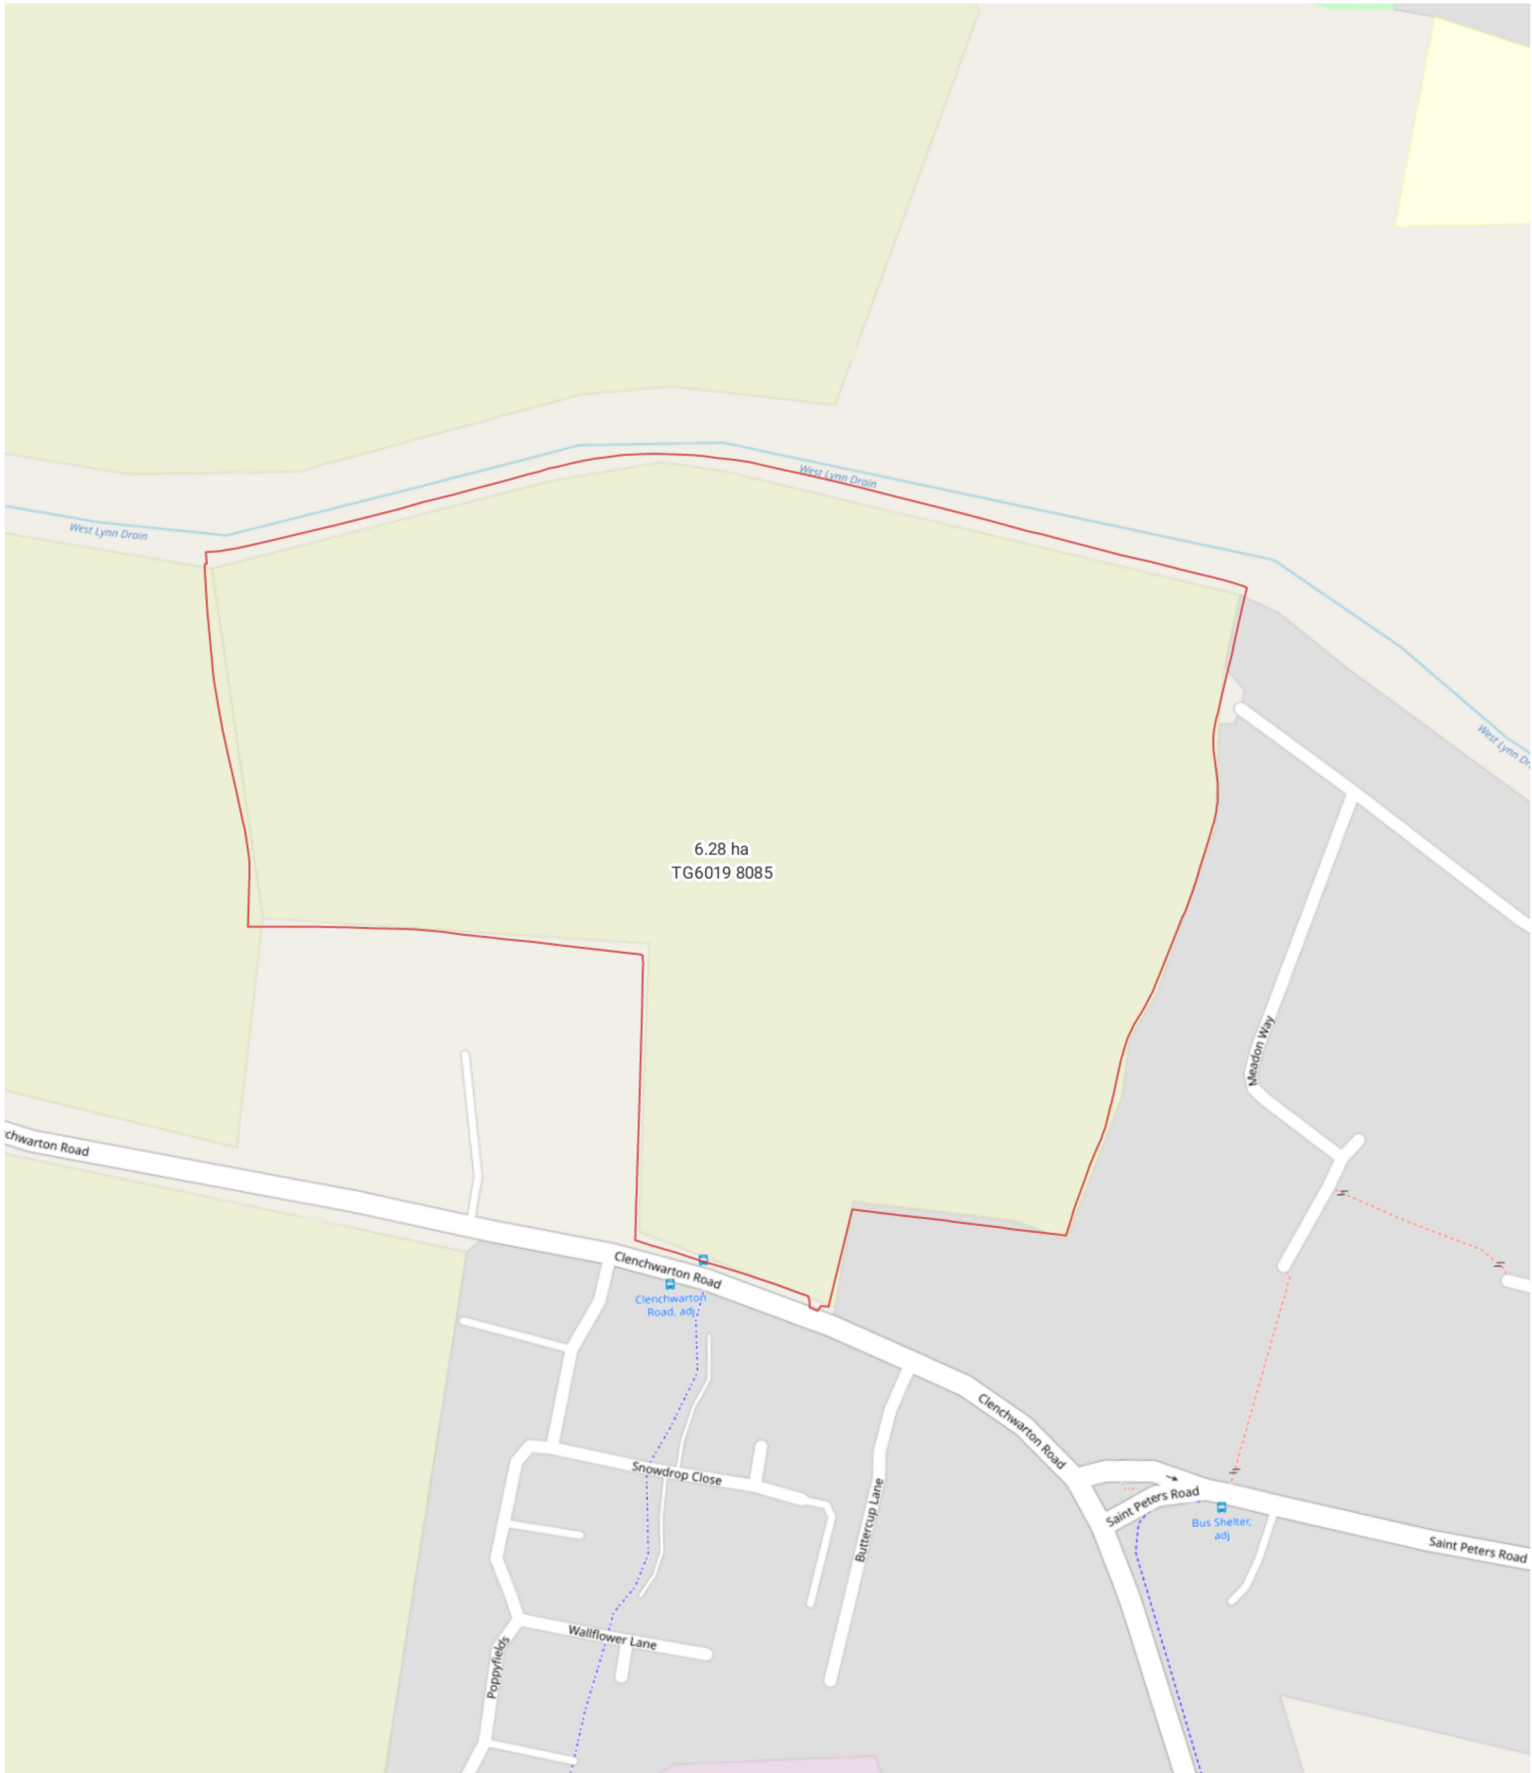 West Lynn Drain
West Lynn Drain
West Lynn Dr
6.28 ha
TG6019 8085
Meadon Way
chwarton Road
Clenchwarton Road
Clenchwarton
Road, adj
Clenchwarton Road
Snowdrop Close
Buttercup Lane
Saint Peters Road
Bus Shelter,
adj
Saint Peters Road
Wallflower Lane
Poppyfields